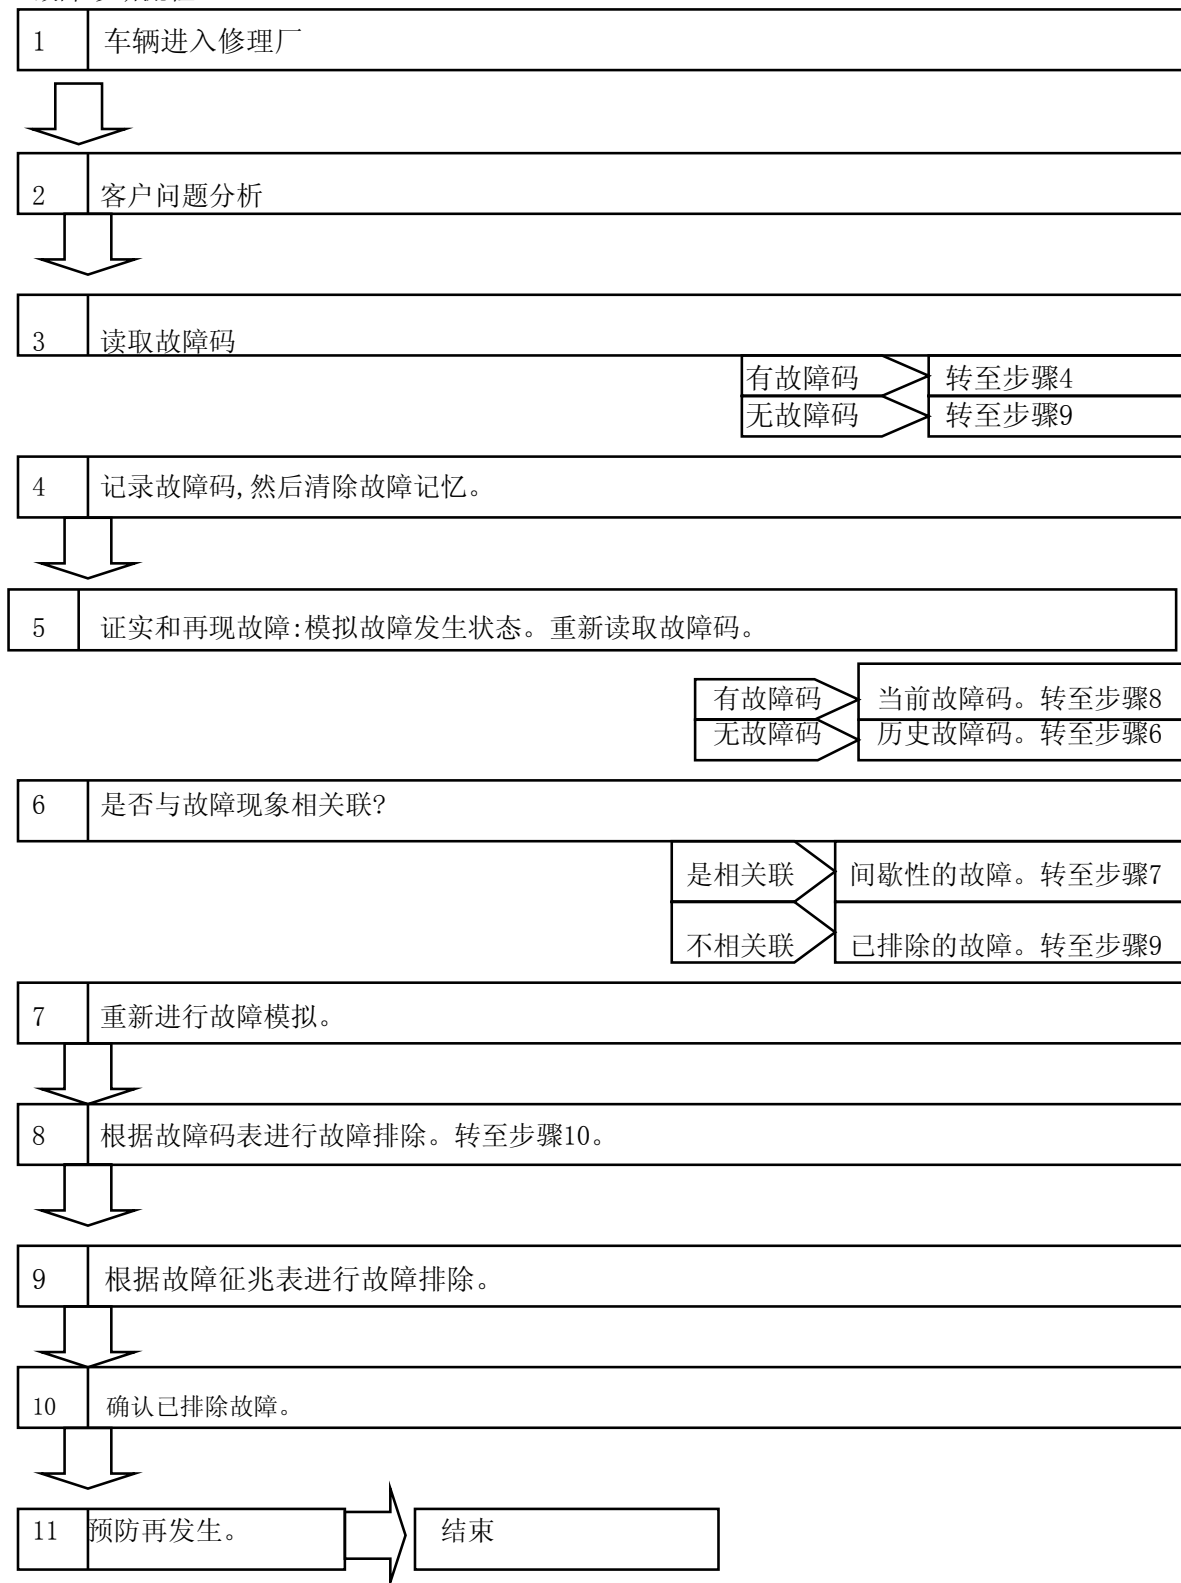 1 车辆进入修理厂
2 客户问题分析
3 读取故障码
有故障码 转至步骤4
无故障码 转至步骤9
4 记录故障码,然后清除故障记忆。
5 证实和再现故障:模拟故障发生状态。重新读取故障码。
有故障码 当前故障码。转至步骤8
无故障码 历史故障码。转至步骤6
6 是否与故障现象相关联?
是相关联 间歇性的故障。转至步骤7
不相关联 已排除的故障。转至步骤9
7 重新进行故障模拟。
8 根据故障码表进行故障排除。转至步骤10。
9 根据故障征兆表进行故障排除。
10 确认已排除故障。
11 预防再发生。 结束